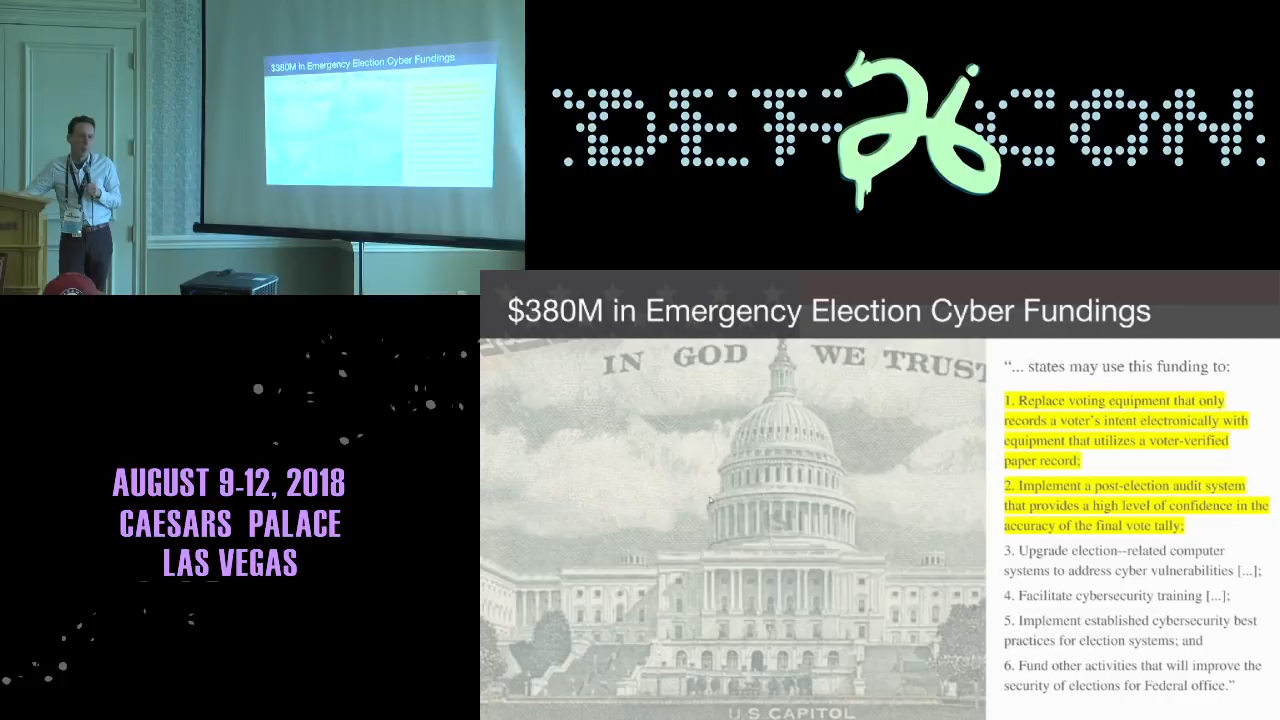 $380M in Emergency Election Cyber Fundings
DEF CON 26
AUGUST 9-12, 2018
CAESARS PALACE
LAS VEGAS
$380M in Emergency Election Cyber Fundings
IN GOD WE TRUST
U S CAPITOL
“... states may use this funding to:
1. Replace voting equipment that only
records a voter’s intent electronically with
equipment that utilizes a voter-verified
paper record;
2. Implement a post-election audit system
that provides a high level of confidence in the
accuracy of the final vote tally;
3. Upgrade election--related computer
systems to address cyber vulnerabilities [...];
4. Facilitate cybersecurity training [...];
5. Implement established cybersecurity best
practices for election systems; and
6. Fund other activities that will improve the
security of elections for Federal office.”